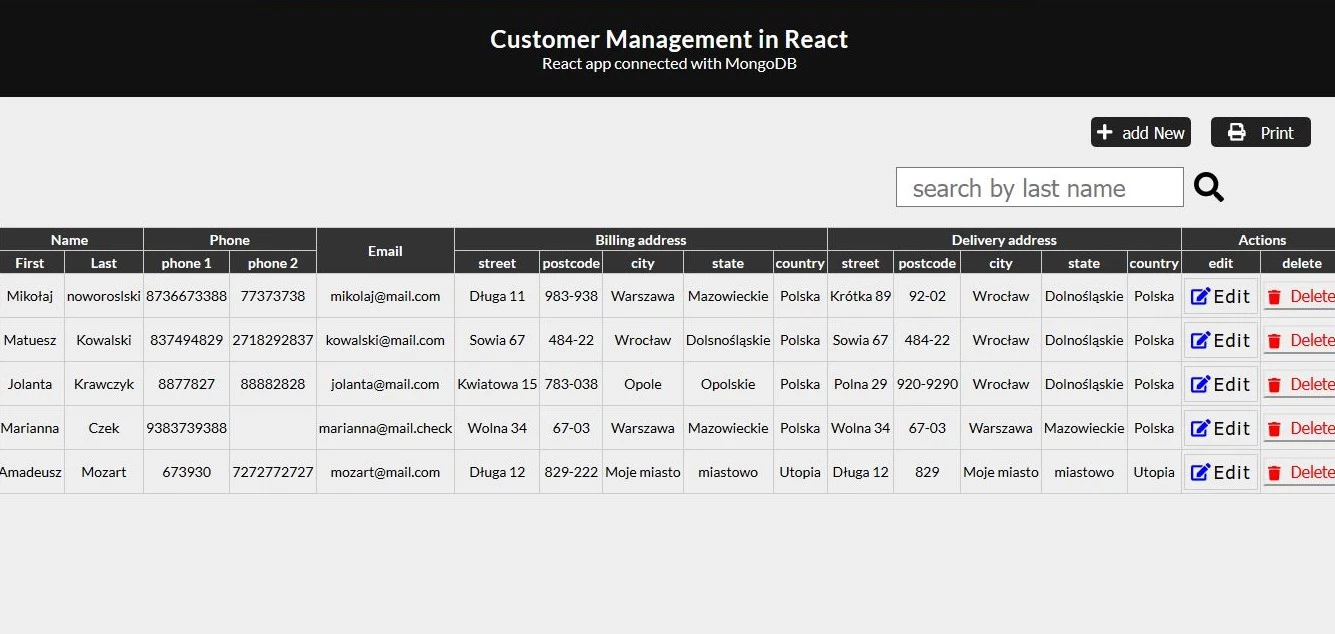 Customer Management in React
React app connected with MongoDB
add New Print
search by last name
Name Phone Email Billing address Delivery address Actions
First Last phone 1 phone 2 street postcode city state country street postcode city state country edit delete
Mikołaj noworoslski 8736673388 77373738 mikolaj@mail.com Długa 11 983-938 Warszawa Mazowieckie Polska Krótka 89 92-02 Wrocław Dolnośląskie Polska Edit Delete
Matuesz Kowalski 837494829 2718292837 kowalski@mail.com Sowia 67 484-22 Wrocław Dolsnośląskie Polska Sowia 67 484-22 Wrocław Dolnośląskie Polska Edit Delete
Jolanta Krawczyk 8877827 88882828 jolanta@mail.com Kwiatowa 15 783-038 Opole Opolskie Polska Polna 29 920-9290 Wrocław Dolnośląskie Polska Edit Delete
Marianna Czek 9383739388 marianna@mail.check Wolna 34 67-03 Warszawa Mazowieckie Polska Wolna 34 67-03 Warszawa Mazowieckie Polska Edit Delete
Amadeusz Mozart 673930 7272772727 mozart@mail.com Długa 12 829-222 Moje miasto miastowo Utopia Długa 12 829 Moje miasto miastowo Utopia Edit Delete